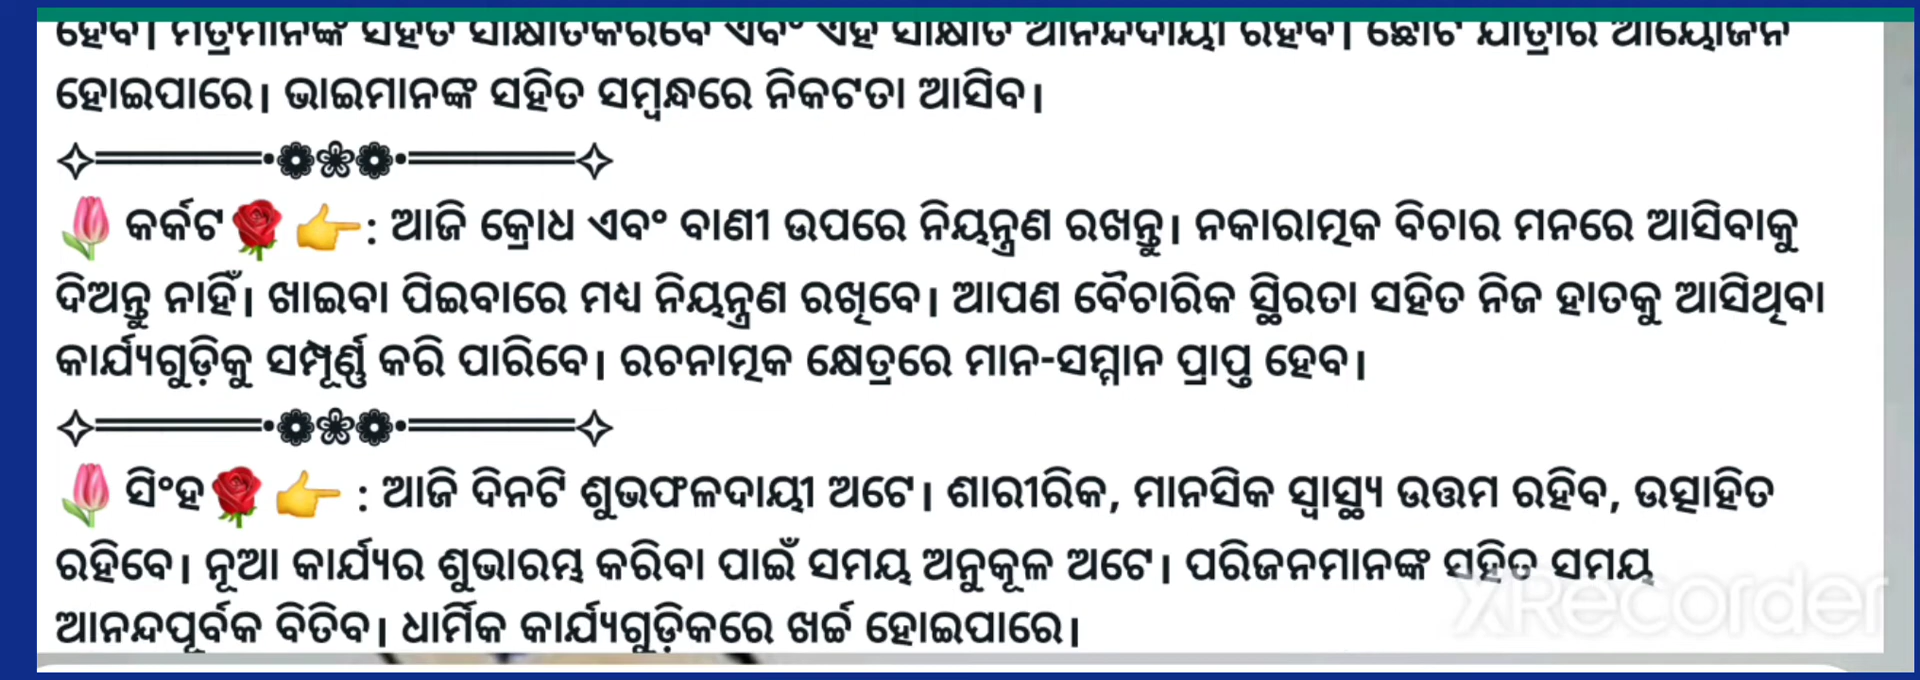 ହେବ। ମିତ୍ରମାନଙ୍କ ସହିତ ସାକ୍ଷାତକରିବେ ଏବଂ ଏହି ସାକ୍ଷାତ ଆନନ୍ଦଦାୟୀ ରହିବ। ଛୋଟ ଯାତ୍ରାର ଆୟୋଜନ
ହୋଇପାରେ। ଭାଇମାନଙ୍କ ସହିତ ସମ୍ବନ୍ଧରେ ନିକଟତା ଆସିବ।
✧══════•❁❀❁•══════✧
🌷 କର୍କଟ🌹 👉: ଆଜି କ୍ରୋଧ ଏବଂ ବାଣୀ ଉପରେ ନିୟନ୍ତ୍ରଣ ରଖନ୍ତୁ। ନକାରାତ୍ମକ ବିଚାର ମନରେ ଆସିବାକୁ
ଦିଅନ୍ତୁ ନାହିଁ। ଖାଇବା ପିଇବାରେ ମଧ୍ୟ ନିୟନ୍ତ୍ରଣ ରଖିବେ। ଆପଣ ବୈଚାରିକ ସ୍ଥିରତା ସହିତ ନିଜ ହାତକୁ ଆସିଥିବା
କାର୍ଯ୍ୟଗୁଡ଼ିକୁ ସମ୍ପୂର୍ଣ୍ଣ କରି ପାରିବେ। ରଚନାତ୍ମକ କ୍ଷେତ୍ରରେ ମାନ-ସମ୍ମାନ ପ୍ରାପ୍ତ ହେବ।
✧══════•❁❀❁•══════✧
🌷 ସିଂହ🌹 👉 : ଆଜି ଦିନଟି ଶୁଭଫଳଦାୟୀ ଅଟେ। ଶାରୀରିକ, ମାନସିକ ସ୍ୱାସ୍ଥ୍ୟ ଉତ୍ତମ ରହିବ, ଉତ୍ସାହିତ
ରହିବେ। ନୂଆ କାର୍ଯ୍ୟର ଶୁଭାରମ୍ଭ କରିବା ପାଇଁ ସମୟ ଅନୁକୂଳ ଅଟେ। ପରିଜନମାନଙ୍କ ସହିତ ସମୟ
ଆନନ୍ଦପୂର୍ବକ ବିତିବ। ଧାର୍ମିକ କାର୍ଯ୍ୟଗୁଡ଼ିକରେ ଖର୍ଚ୍ଚ ହୋଇପାରେ।
XRecorder